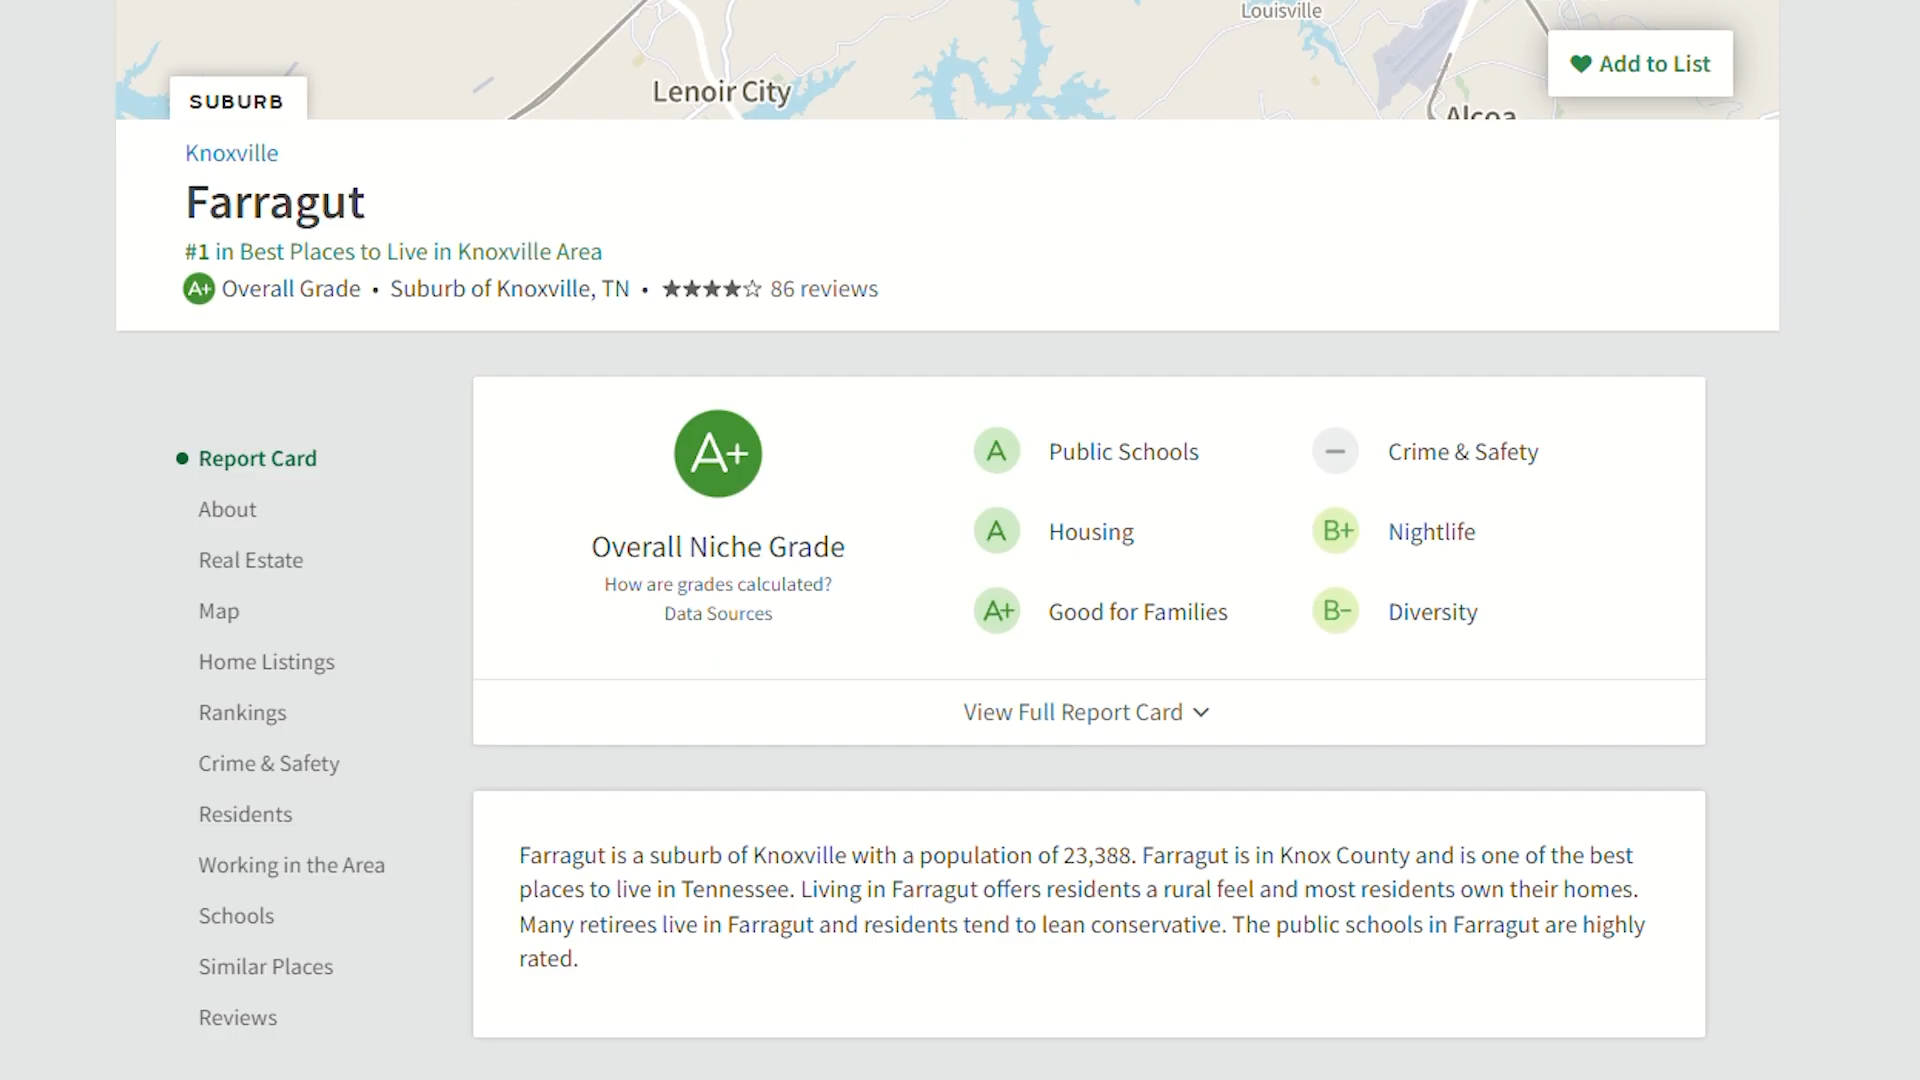 Louisville
Add to List
Lenoir City
SUBURB
Alcoa
Knoxville
Farragut
#1 in Best Places to Live in Knoxville Area
A+ Overall Grade • Suburb of Knoxville, TN • ★★★★☆ 86 reviews
Report Card
About
Real Estate
Map
Home Listings
Rankings
Crime & Safety
Residents
Working in the Area
Schools
Similar Places
Reviews
A+
Overall Niche Grade
How are grades calculated?
Data Sources
A Public Schools
A Housing
A+ Good for Families
– Crime & Safety
B+ Nightlife
B- Diversity
View Full Report Card
Farragut is a suburb of Knoxville with a population of 23,388. Farragut is in Knox County and is one of the best
places to live in Tennessee. Living in Farragut offers residents a rural feel and most residents own their homes.
Many retirees live in Farragut and residents tend to lean conservative. The public schools in Farragut are highly
rated.